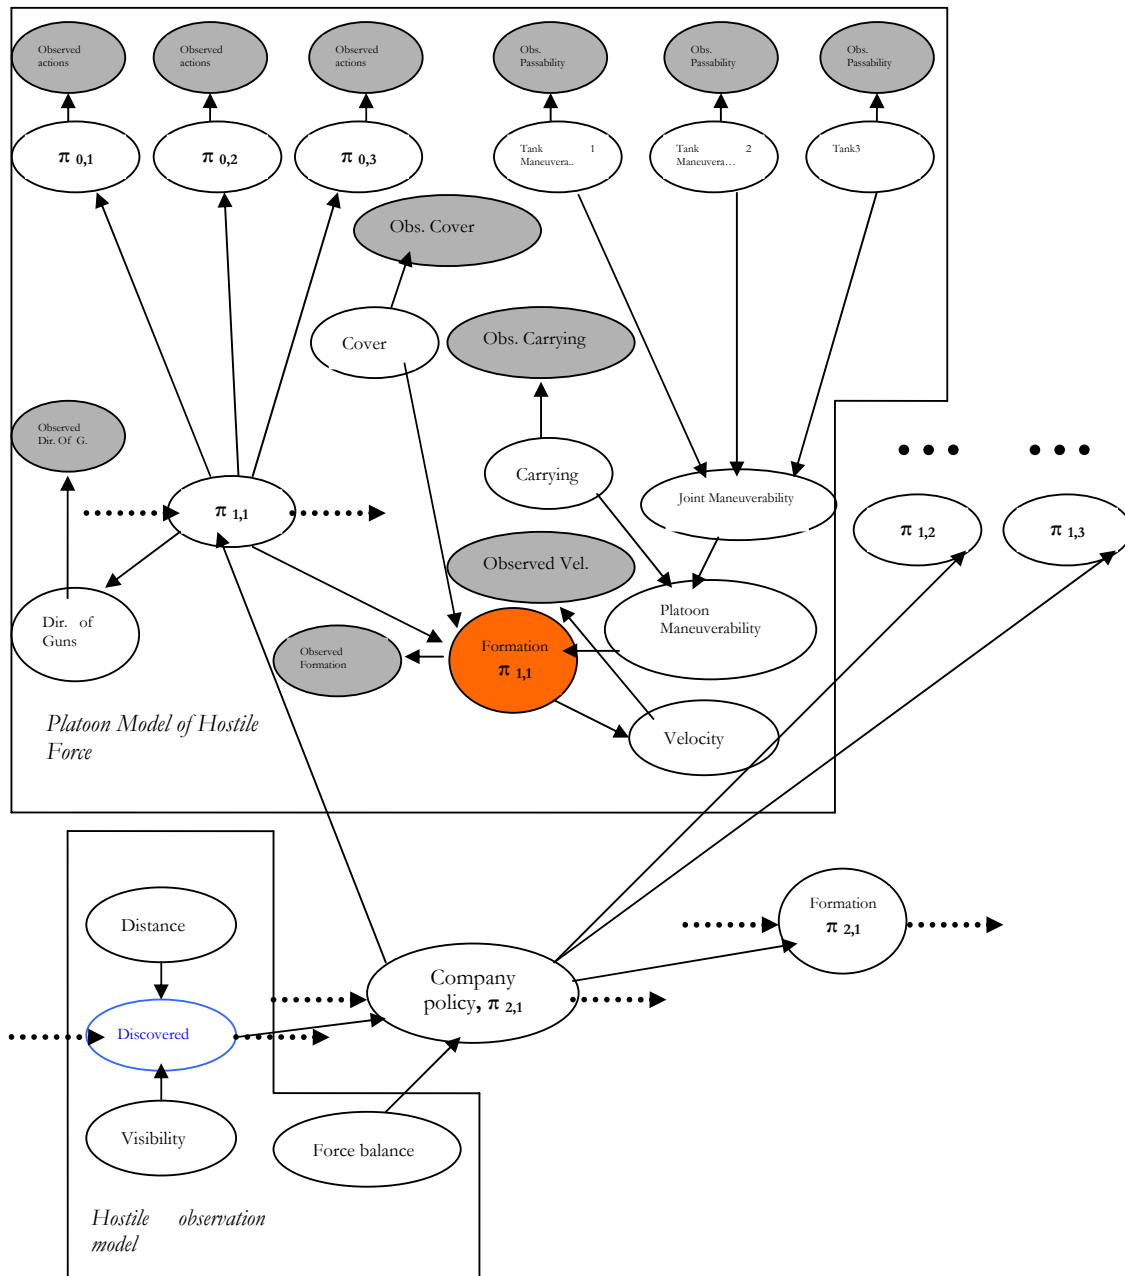 Observed
actions
Observed
actions
Observed
actions
Obs.
Passability
Obs.
Passability
Obs.
Passability
π 0,1
π 0,2
π 0,3
Tank 1
Maneuvera..
Tank 2
Maneuvera…
Tank3
Obs. Cover
Cover
Obs. Carrying
Observed
Dir. Of G.
Carrying
Joint Maneuverability
π 1,1
π 1,2
π 1,3
Observed Vel.
Dir. of
Guns
Platoon
Maneuverability
Observed
Formation
Formation
π 1,1
Velocity
Platoon Model of Hostile
Force
Distance
Formation
π 2,1
Company
policy, π 2,1
Discovered
Visibility
Force balance
Hostile observation
model